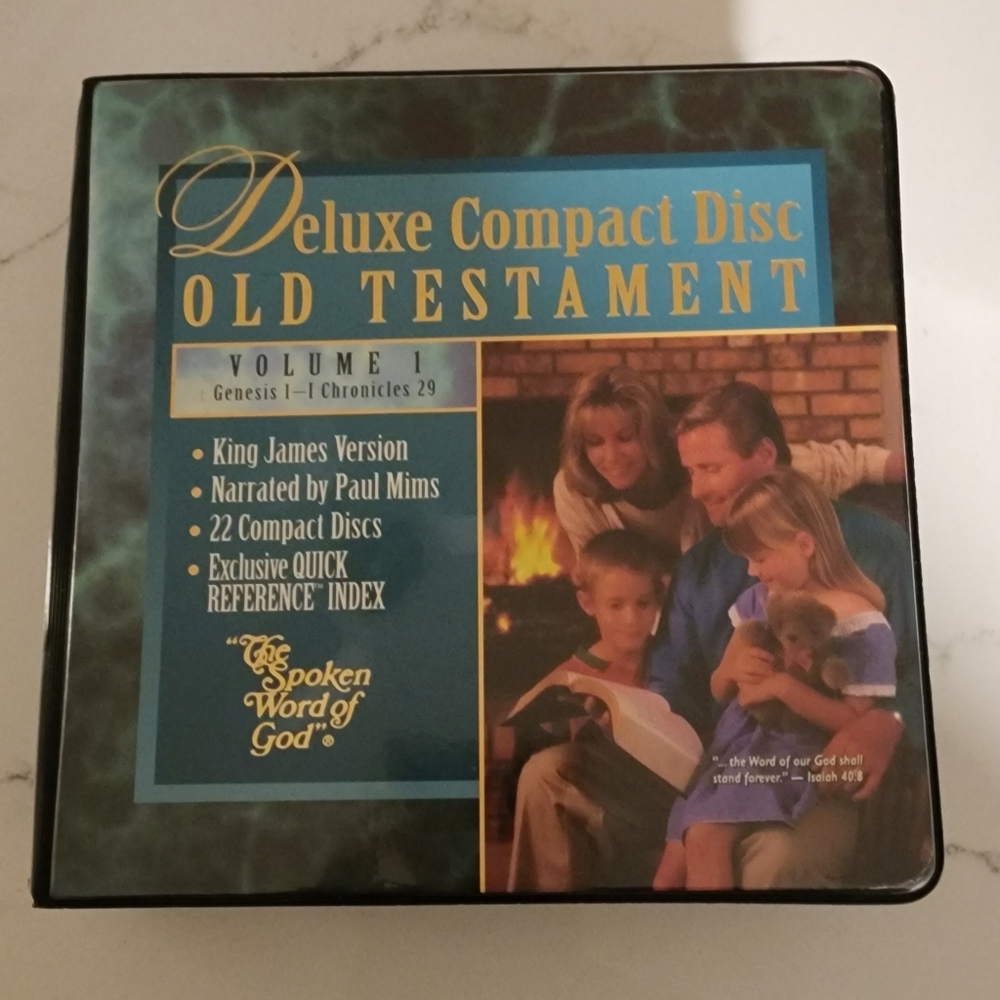 Deluxe Compact Disc
OLD TESTAMENT
VOLUME 1
Genesis 1—I Chronicles 29
• King James Version
• Narrated by Paul Mims
• 22 Compact Discs
• Exclusive QUICK
REFERENCE™ INDEX
"The
Spoken
Word of
God"®
"... the Word of our God shall
stand forever." — Isaiah 40:8